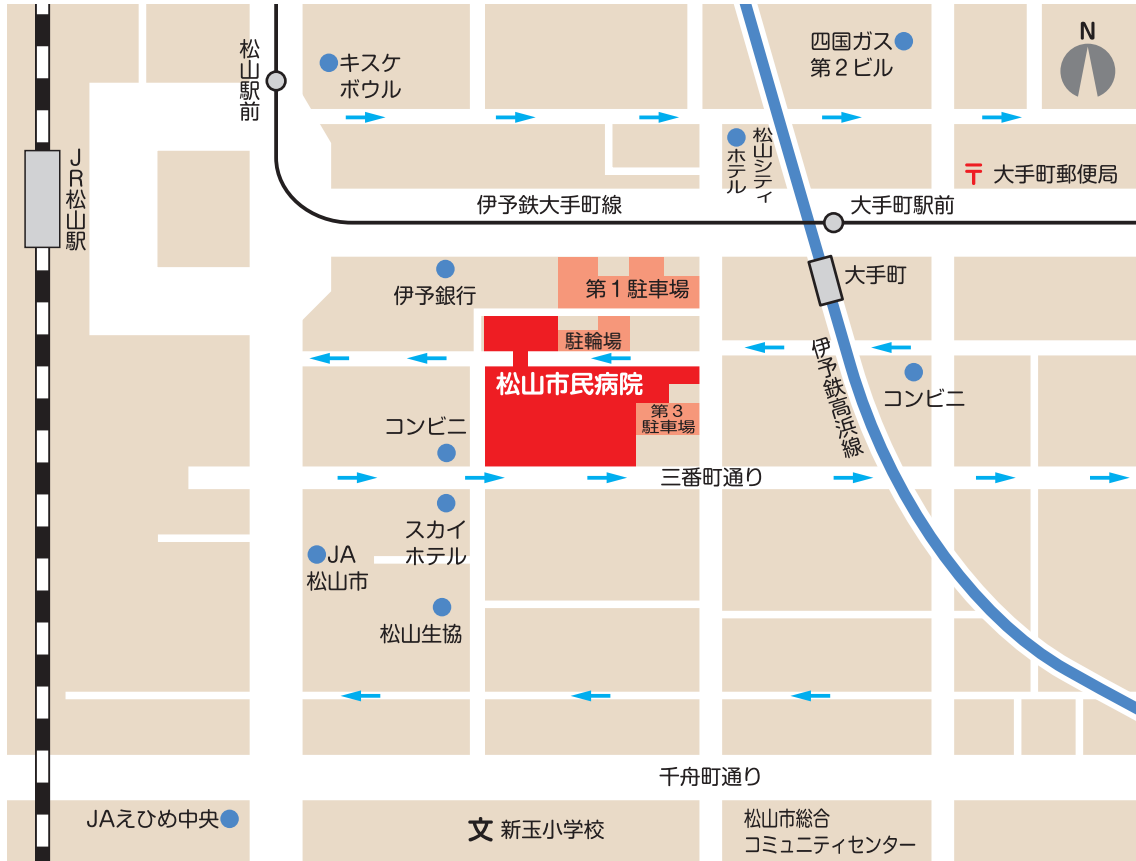 松山駅前
キスケ
ボウル
四国ガス
第2ビル
N
JR松山駅
松山シティ
ホテル
〒 大手町郵便局
伊予鉄大手町線
大手町駅前
伊予銀行
第1駐車場
大手町
駐輪場
伊予鉄高浜線
松山市民病院
コンビニ
第3
駐車場
コンビニ
三番町通り
スカイ
ホテル
JA
松山市
松山生協
千舟町通り
JAえひめ中央
文 新玉小学校
松山市総合
コミュニティセンター